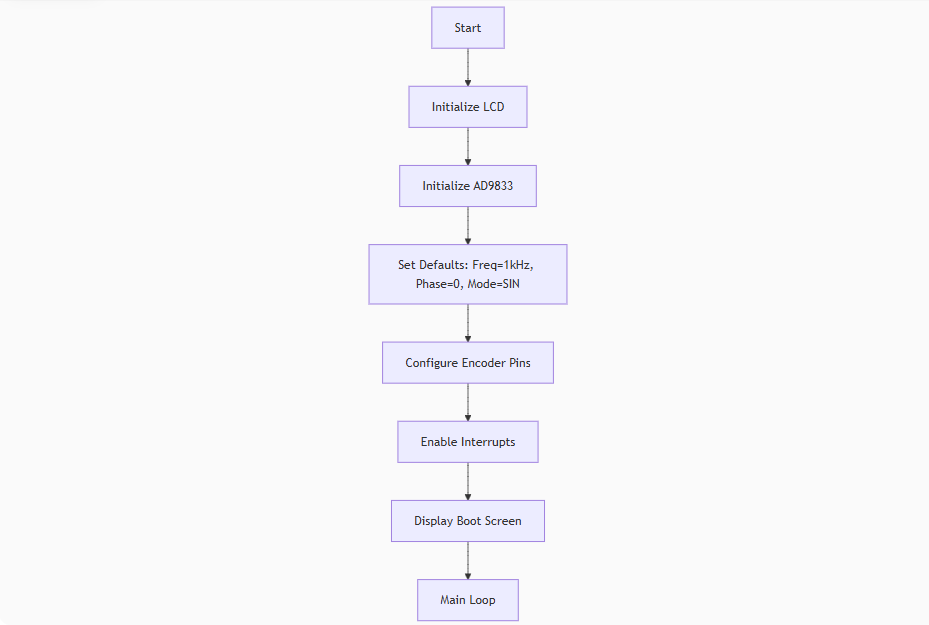 Start
Initialize LCD
Initialize AD9833
Set Defaults: Freq=1kHz,
Phase=0, Mode=SIN
Configure Encoder Pins
Enable Interrupts
Display Boot Screen
Main Loop